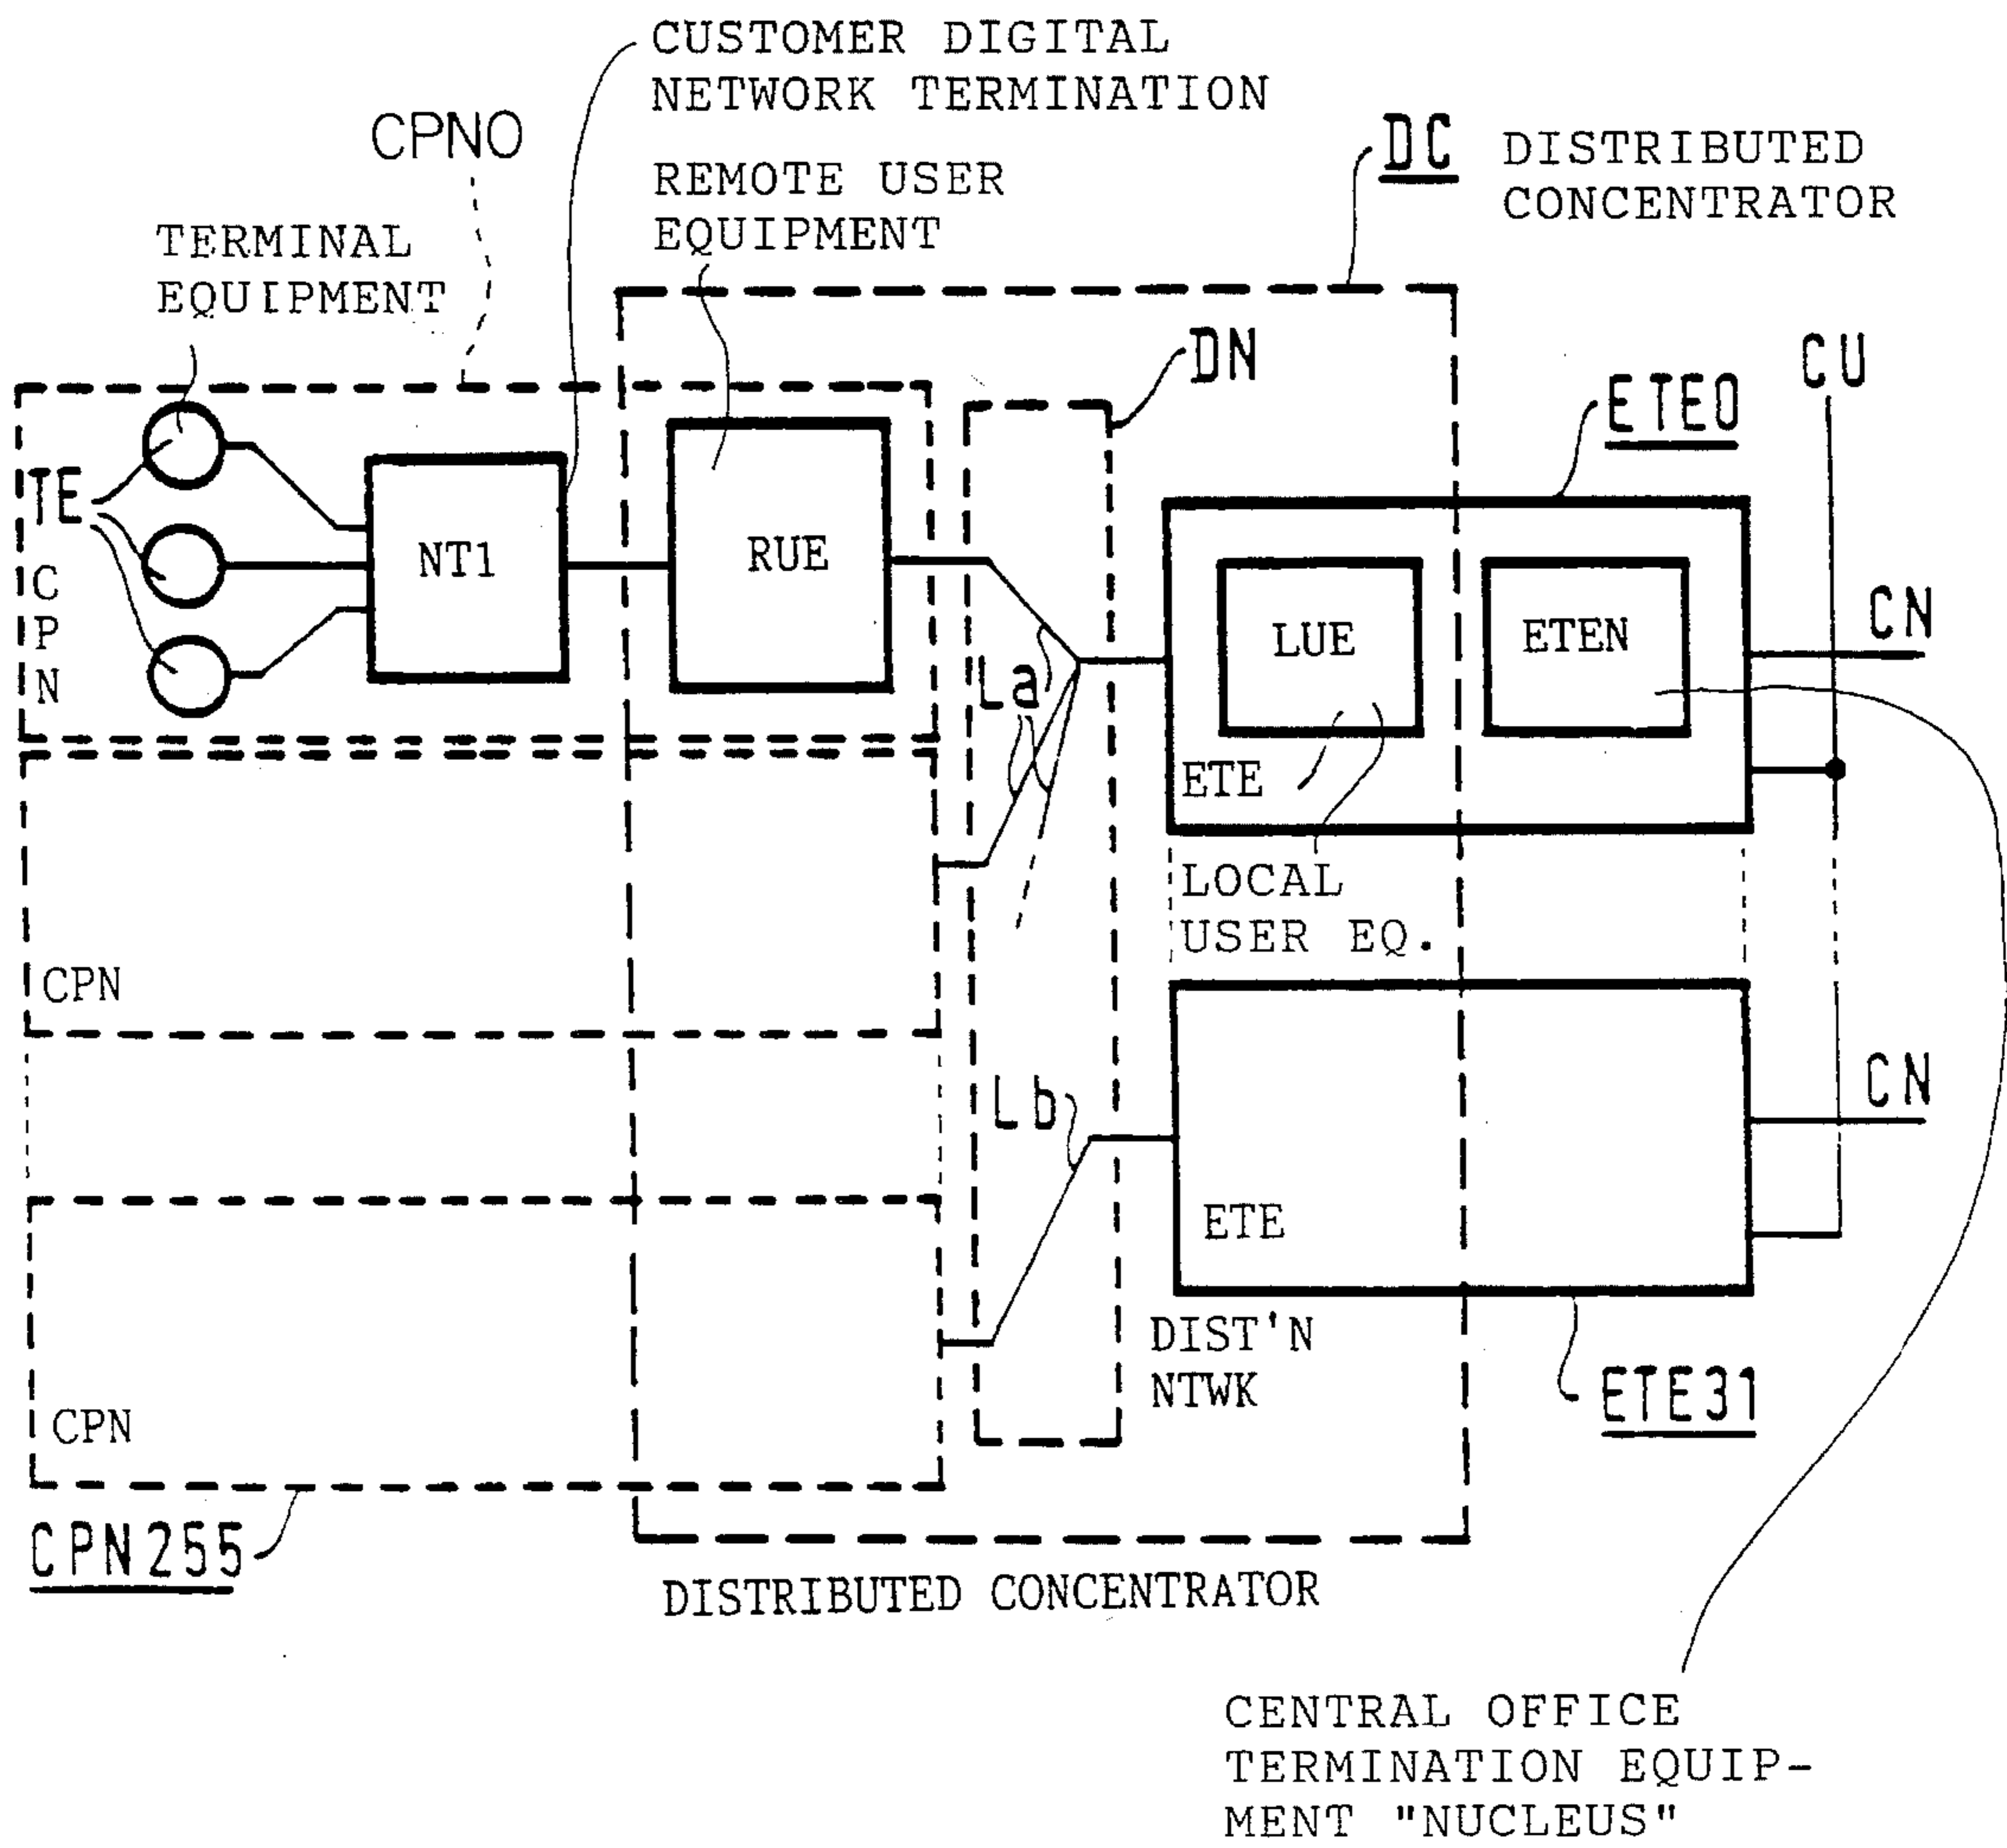 CUSTOMER DIGITAL
NETWORK TERMINATION
CPN0
DC
DISTRIBUTED
CONCENTRATOR
REMOTE USER
EQUIPMENT
TERMINAL
EQUIPMENT
DN
CU
ETE0
TE
NT1
RUE
C
P
N
LUE
ETEN
CN
La
ETE
LOCAL
USER EQ.
CPN
Lb
CN
ETE
DIST'N
NTWK
ETE31
CPN
CPN255
DISTRIBUTED CONCENTRATOR
CENTRAL OFFICE
TERMINATION EQUIP-
MENT "NUCLEUS"